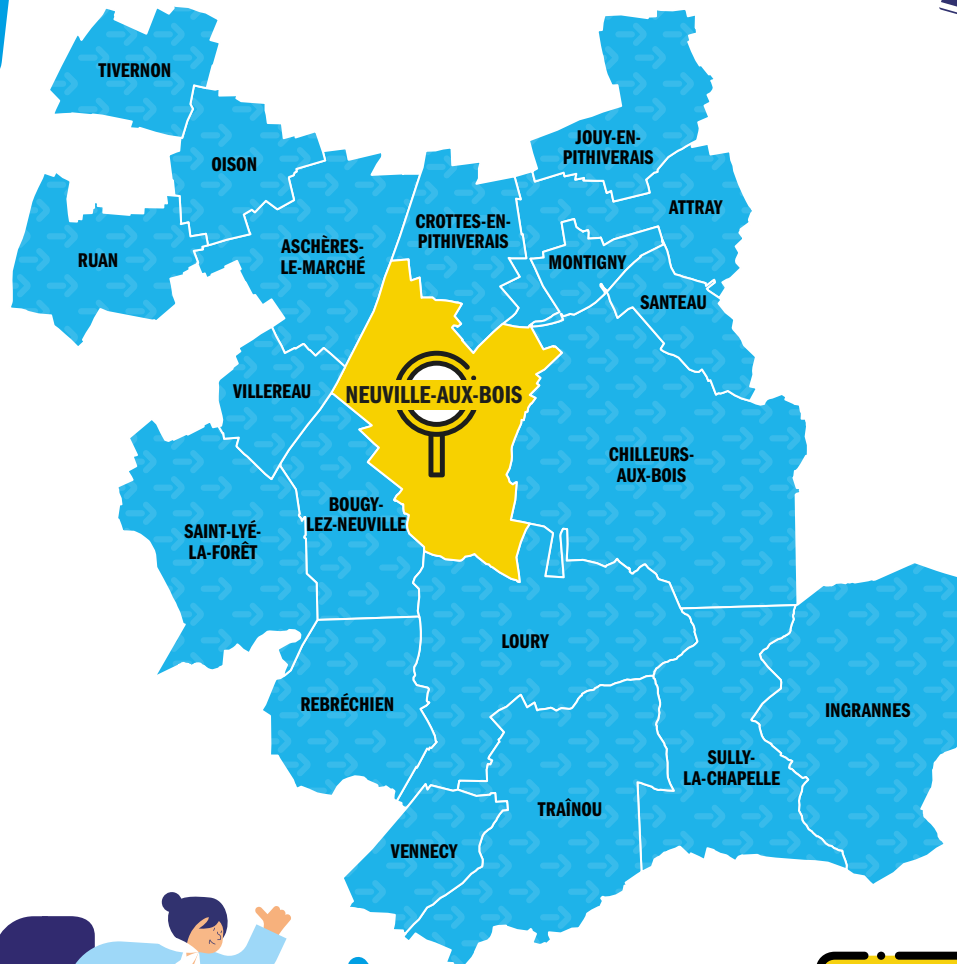 TIVERNON
JOUY-EN-
PITHIVERAIS
OISON
ATTRAY
CROTTES-EN-
PITHIVERAIS
ASCHÈRES-
LE-MARCHÉ
RUAN
MONTIGNY
SANTEAU
VILLEREAU
NEUVILLE-AUX-BOIS
CHILLEURS-
AUX-BOIS
BOUGY-
LEZ-NEUVILLE
SAINT-LYÉ-
LA-FORÊT
LOURY
REBRÉCHIEN
INGRANNES
SULLY-
LA-CHAPELLE
TRAÎNOU
VENNECY